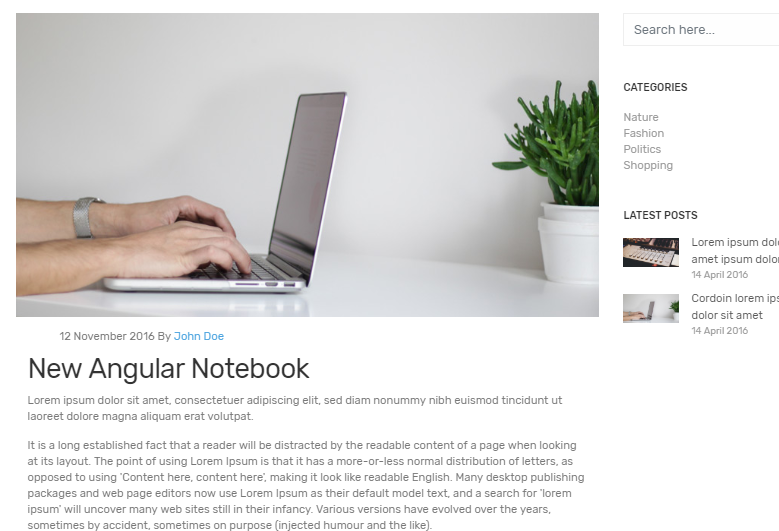 12 November 2016 By John Doe
New Angular Notebook
Lorem ipsum dolor sit amet, consectetuer adipiscing elit, sed diam nonummy nibh euismod tincidunt ut
laoreet dolore magna aliquam erat volutpat.
It is a long established fact that a reader will be distracted by the readable content of a page when looking
at its layout. The point of using Lorem Ipsum is that it has a more-or-less normal distribution of letters, as
opposed to using 'Content here, content here', making it look like readable English. Many desktop publishing
packages and web page editors now use Lorem Ipsum as their default model text, and a search for 'lorem
ipsum' will uncover many web sites still in their infancy. Various versions have evolved over the years,
sometimes by accident, sometimes on purpose (injected humour and the like).
Search here...
CATEGORIES
Nature
Fashion
Politics
Shopping
LATEST POSTS
Lorem ipsum
amet ipsum
14 April 2016
Cordoin lorem
dolor sit amet
14 April 2016